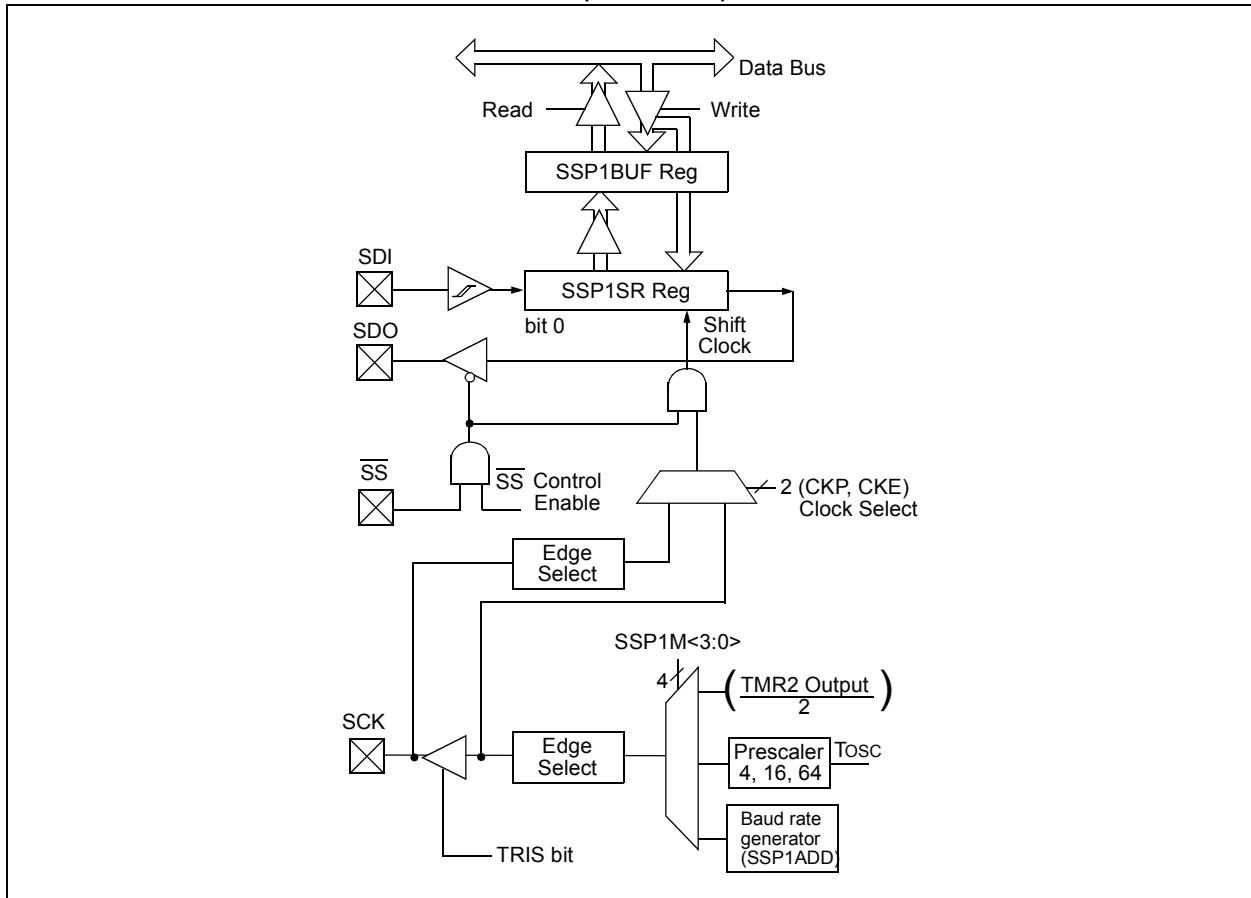 Data Bus
Read
Write
SSP1BUF Reg
SDI
SSP1SR Reg
bit 0
Shift
Clock
SDO
SS
SS Control
Enable
2 (CKP, CKE)
Clock Select
Edge
Select
SSP1M<3:0>
4
(TMR2 Output)
2
SCK
Edge
Select
Prescaler
4, 16, 64
TOSC
Baud rate
generator
(SSP1ADD)
TRIS bit